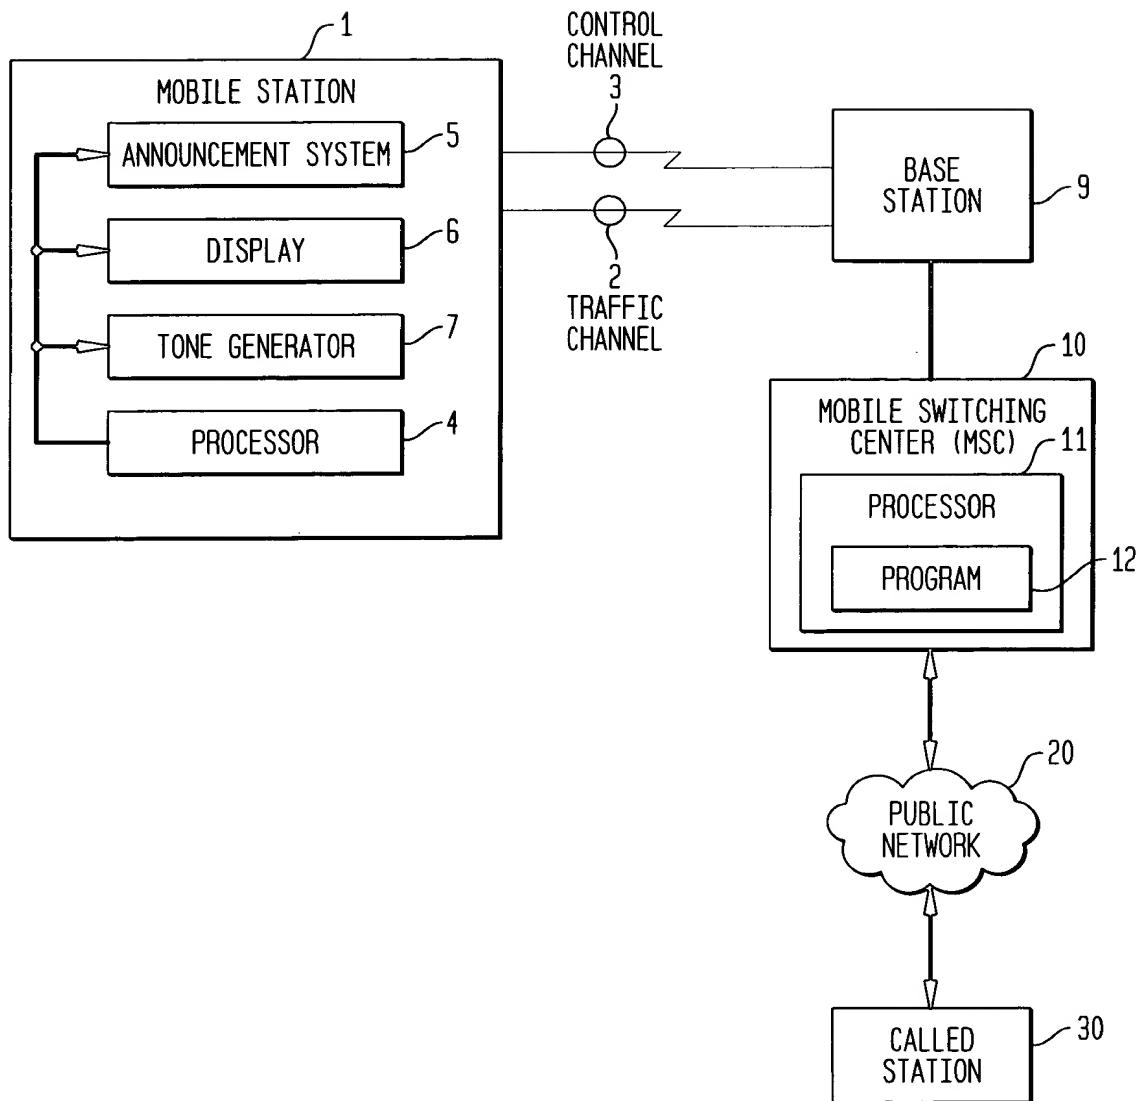 1
MOBILE STATION
ANNOUNCEMENT SYSTEM
5
DISPLAY
6
TONE GENERATOR
7
PROCESSOR
4
CONTROL
CHANNEL
3
2
TRAFFIC
CHANNEL
BASE
STATION
9
10
MOBILE SWITCHING
CENTER (MSC)
11
PROCESSOR
PROGRAM
12
20
PUBLIC
NETWORK
CALLED
STATION
30